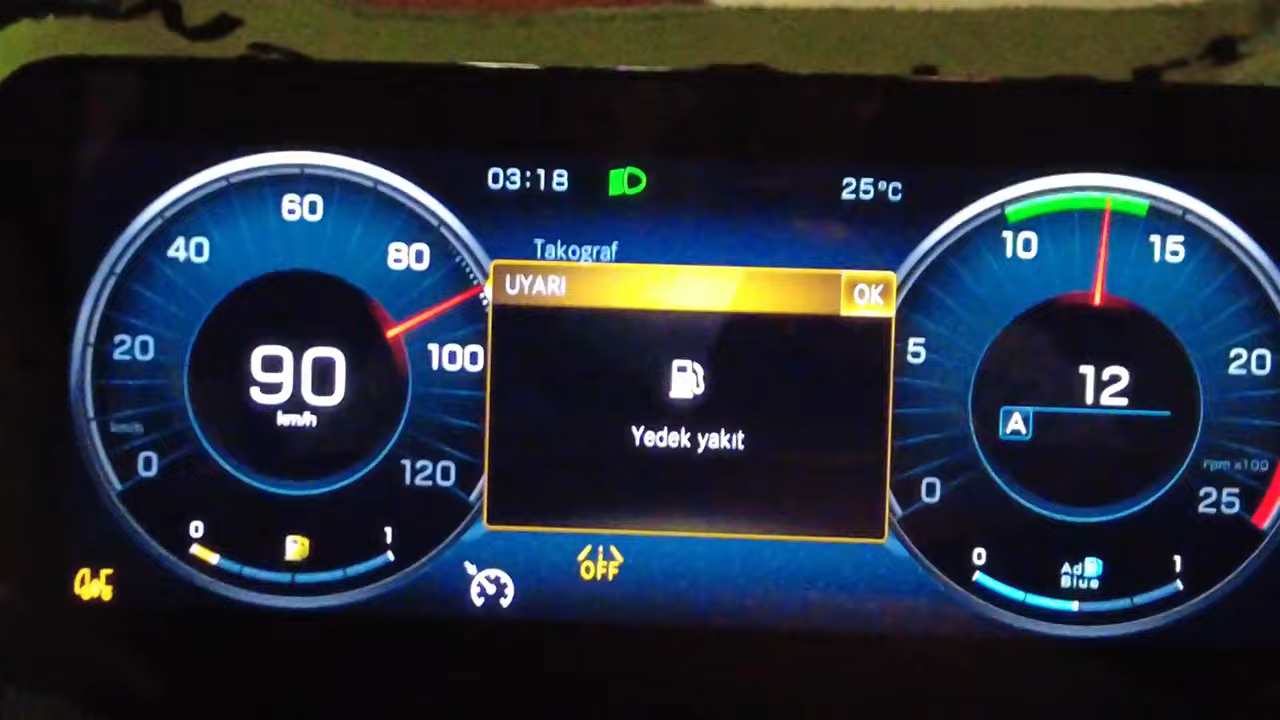 03:18
25°C
Takograf
UYARI
OK
Yedek yakıt
0
20
40
60
80
100
120
km/h
90
km/h
0
1
OFF
0
5
10
15
20
25
rpm x100
12
A
0
Ad
Blue
1